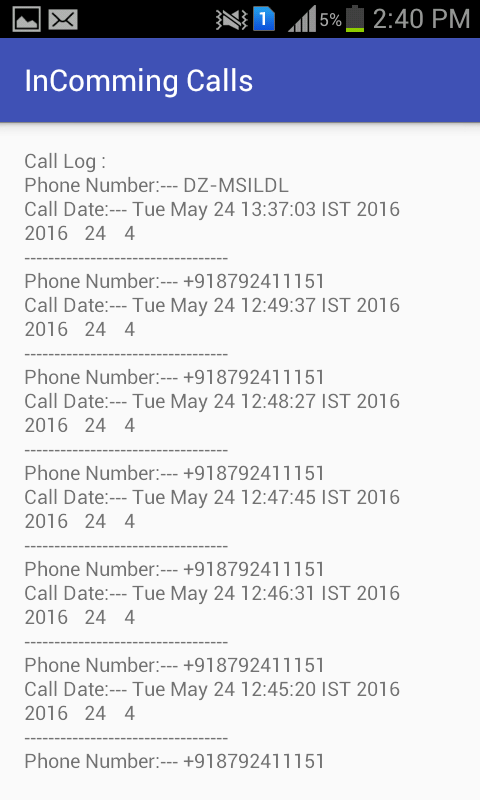 1 5% 2:40 PM
InComming Calls
Call Log :
Phone Number:--- DZ-MSILDL
Call Date:--- Tue May 24 13:37:03 IST 2016
2016 24 4
----------------------------------
Phone Number:--- +918792411151
Call Date:--- Tue May 24 12:49:37 IST 2016
2016 24 4
----------------------------------
Phone Number:--- +918792411151
Call Date:--- Tue May 24 12:48:27 IST 2016
2016 24 4
----------------------------------
Phone Number:--- +918792411151
Call Date:--- Tue May 24 12:47:45 IST 2016
2016 24 4
----------------------------------
Phone Number:--- +918792411151
Call Date:--- Tue May 24 12:46:31 IST 2016
2016 24 4
----------------------------------
Phone Number:--- +918792411151
Call Date:--- Tue May 24 12:45:20 IST 2016
2016 24 4
----------------------------------
Phone Number:--- +918792411151